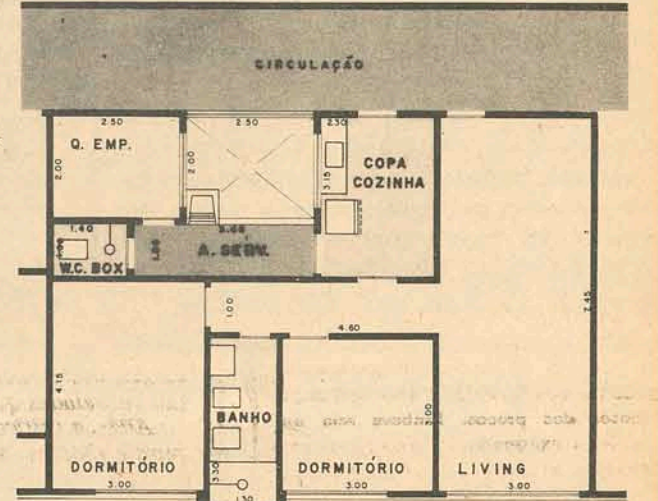 CIRCULAÇÃO
2.50
2.50
2.30
Q. EMP.
2.00
2.00
3.15
COPA
COZINHA
1.40
A. SERV.
W.C. BOX
7.45
1.00
4.60
4.15
BANHO
3.30
DORMITÓRIO
DORMITÓRIO
LIVING
3.00
3.00
3.00
1.30